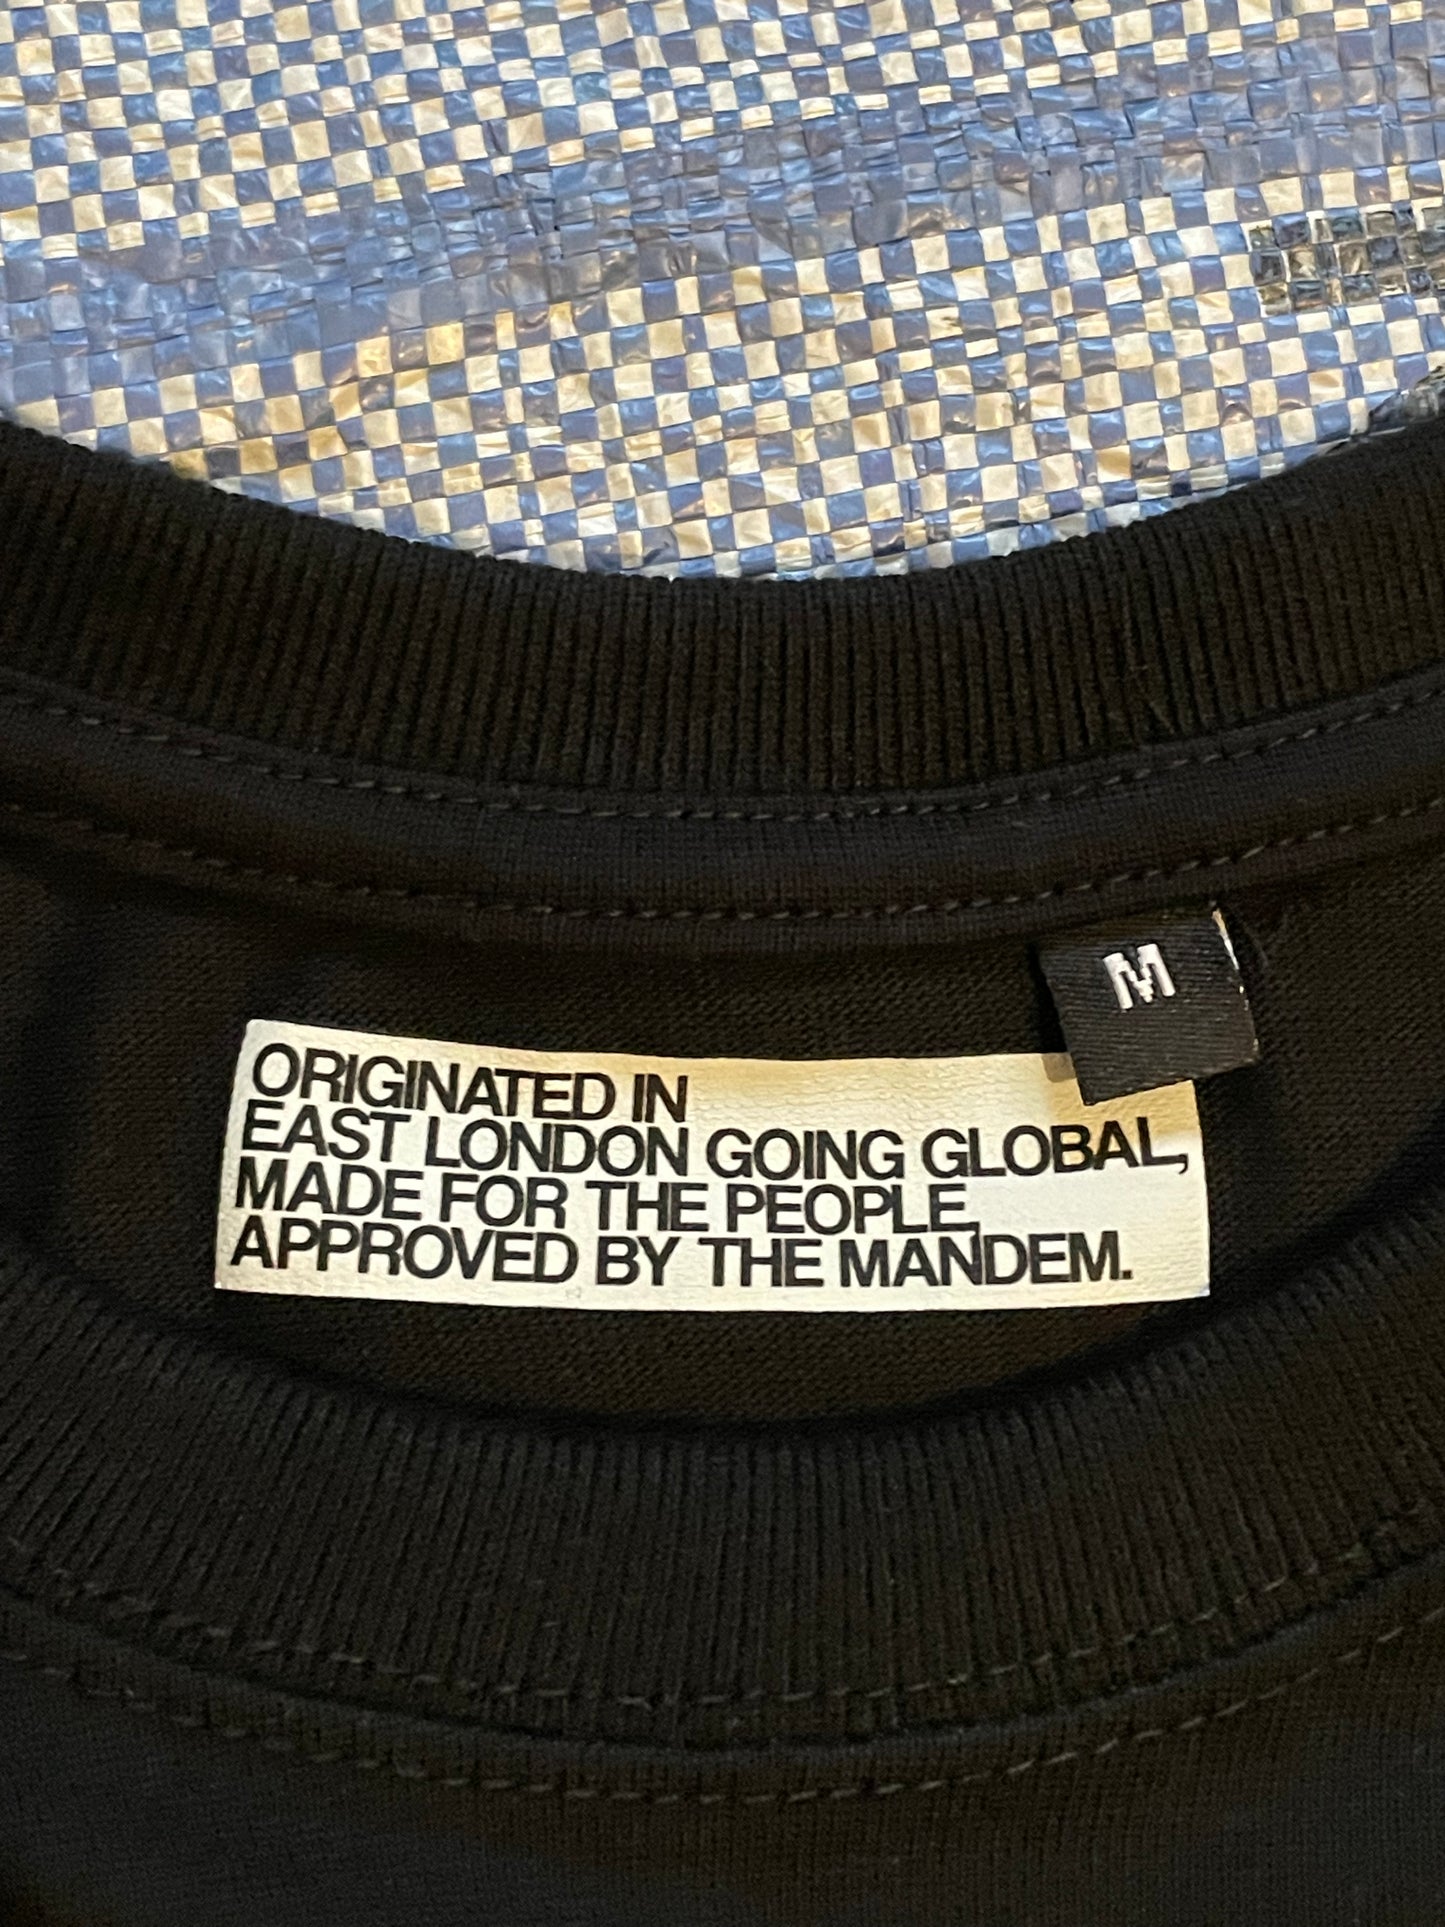 M
ORIGINATED IN
EAST LONDON GOING GLOBAL,
MADE FOR THE PEOPLE,
APPROVED BY THE MANDEM.